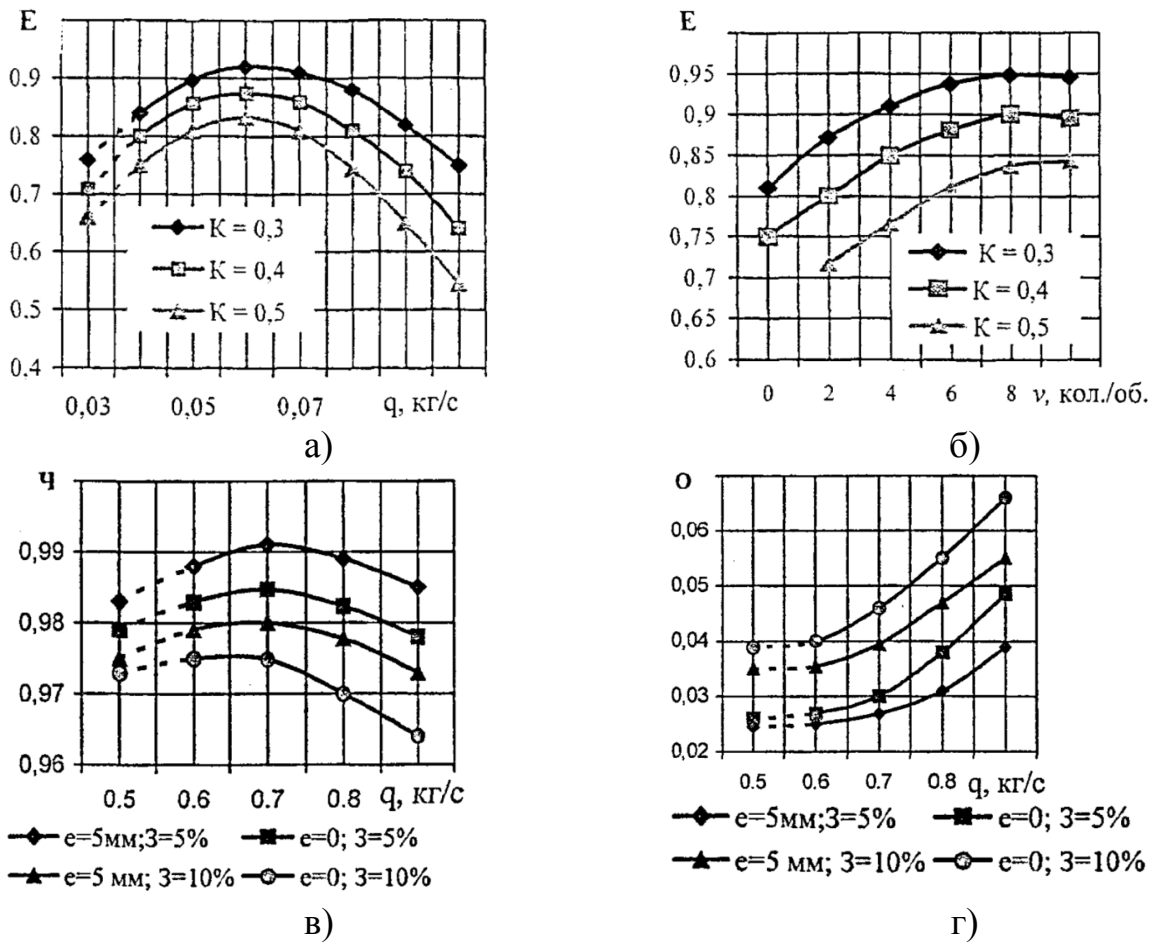 E
0.9
0.8
0.7
0.6
0.5
0.4
К = 0,3
К = 0,4
К = 0,5
0,03 0,05 0,07 q, кг/с
а)
E
0,95
0,9
0,85
0,8
0,75
0,7
0,65
0,6
К = 0,3
К = 0,4
К = 0,5
0 2 4 6 8 ν, кол./об.
б)
Ч
0,99
0,98
0,97
0,96
0.5 0.6 0.7 0.8 q, кг/с
e=5мм;З=5% e=0; З=5%
e=5 мм; З=10% e=0; З=10%
в)
О
0,06
0,05
0,04
0,03
0,02
0.5 0.6 0.7 0.8 q, кг/с
e=5мм;З=5% e=0; З=5%
e=5 мм; З=10% e=0; З=10%
г)